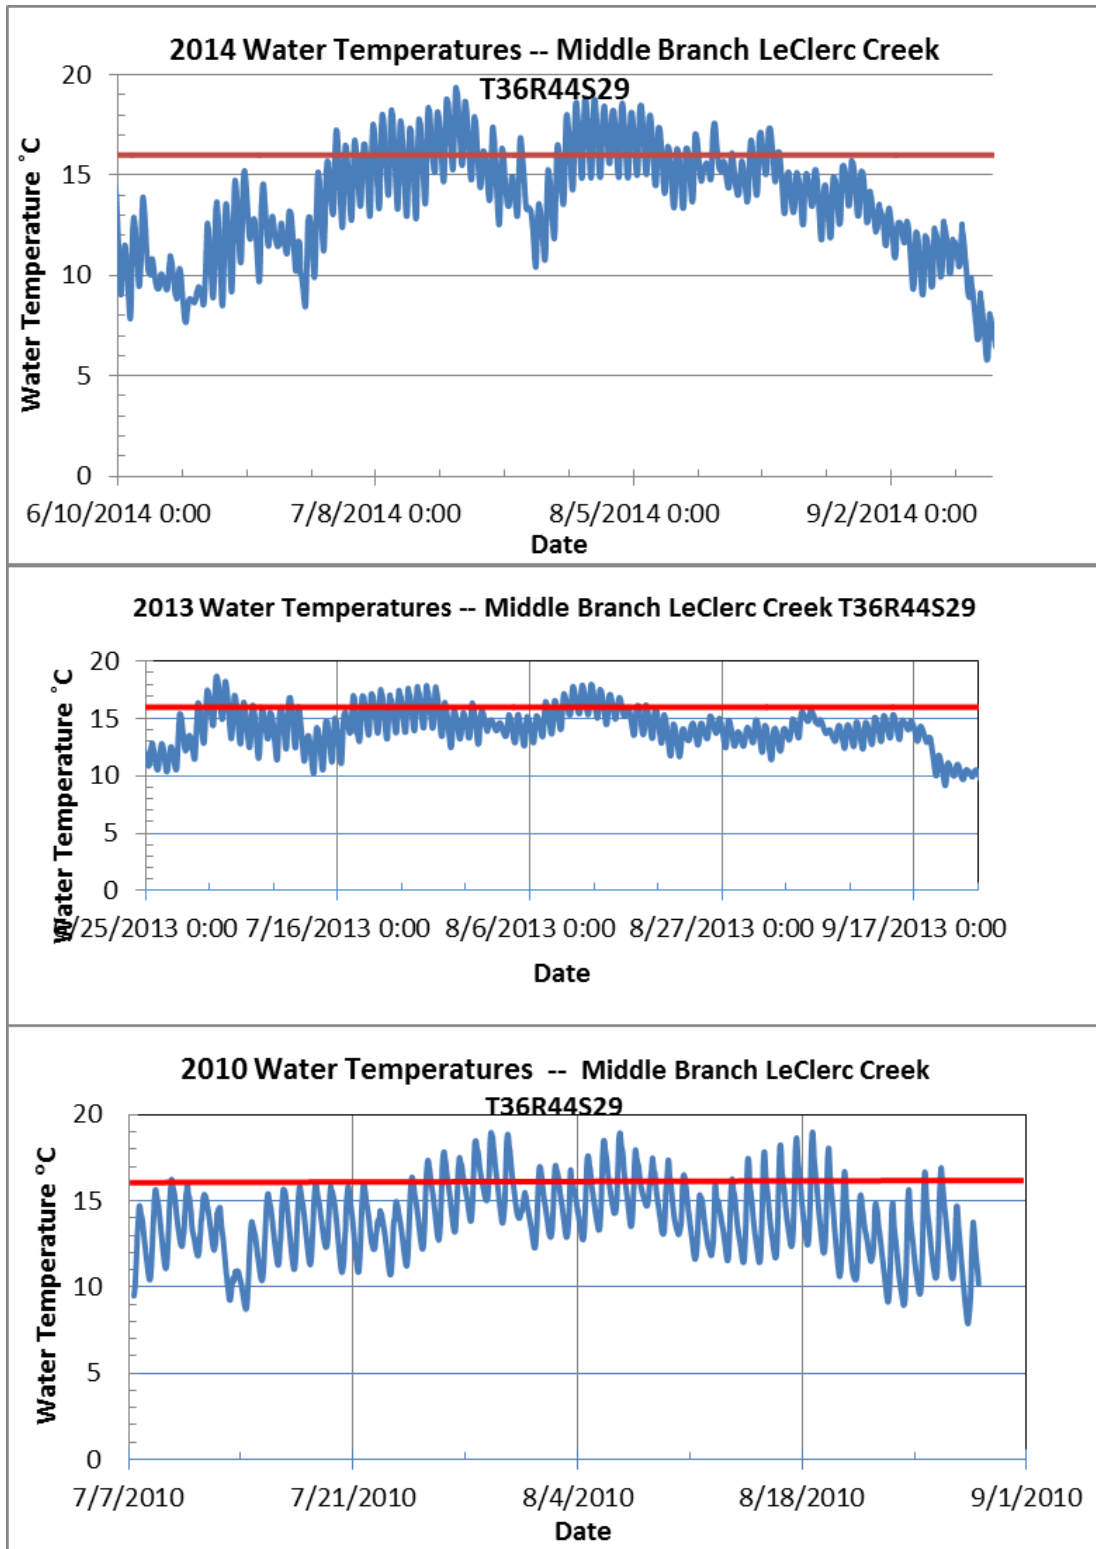 2014 Water Temperatures -- Middle Branch LeClerc Creek
T36R44S29
Water Temperature ˚C
20
15
10
5
0
6/10/2014 0:00 7/8/2014 0:00 8/5/2014 0:00 9/2/2014 0:00
Date
2013 Water Temperatures -- Middle Branch LeClerc Creek T36R44S29
Water Temperature ˚C
20
15
10
5
0
/25/2013 0:00 7/16/2013 0:00 8/6/2013 0:00 8/27/2013 0:00 9/17/2013 0:00
Date
2010 Water Temperatures -- Middle Branch LeClerc Creek
T36R44S29
Water Temperature °C
20
15
10
5
0
7/7/2010 7/21/2010 8/4/2010 8/18/2010 9/1/2010
Date